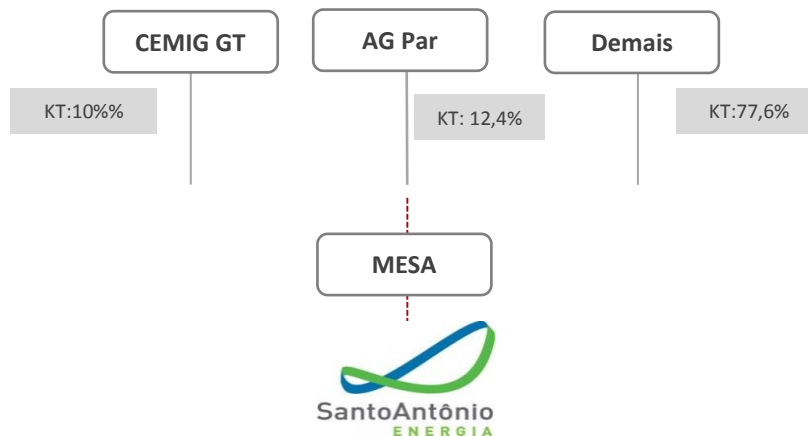 CEMIG GT
AG Par
Demais
KT:10%%
KT: 12,4%
KT:77,6%
MESA
SantoAntônio
ENERGIA